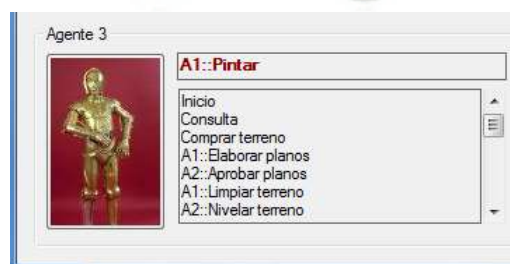 Agente 3
A1::Pintar
Inicio
Consulta
Comprar terreno
A1::Elaborar planos
A2::Aprobar planos
A1::Limpiar terreno
A2::Nivelar terreno